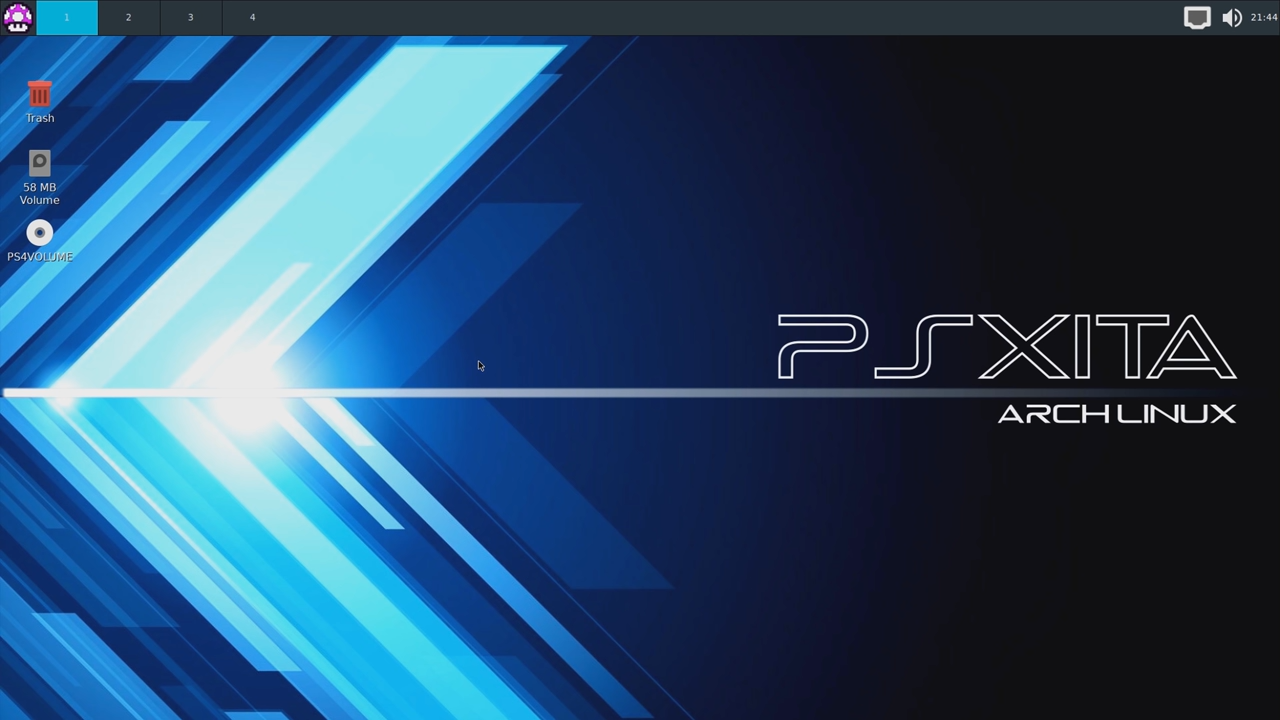 1 2 3 4 21:44
Trash
58 MB
Volume
PS4VOLUME
PSXITA
ARCH LINUX